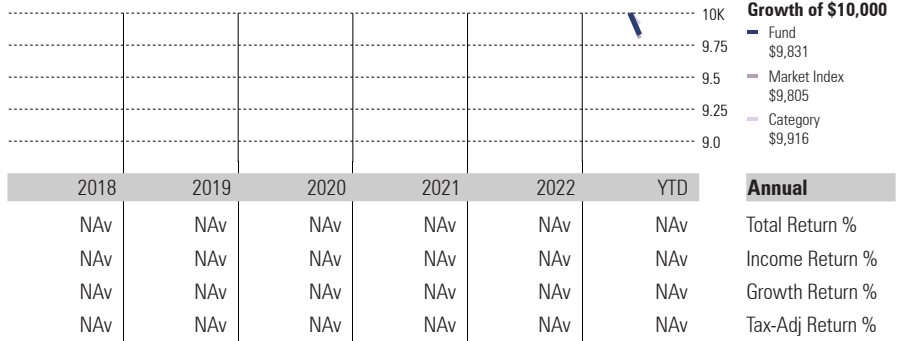 10K
9.75
9.5
9.25
9.0
Growth of $10,000
Fund
$9,831
Market Index
$9,805
Category
$9,916
2018 2019 2020 2021 2022 YTD Annual
NAv NAv NAv NAv NAv NAv Total Return %
NAv NAv NAv NAv NAv NAv Income Return %
NAv NAv NAv NAv NAv NAv Growth Return %
NAv NAv NAv NAv NAv NAv Tax-Adj Return %